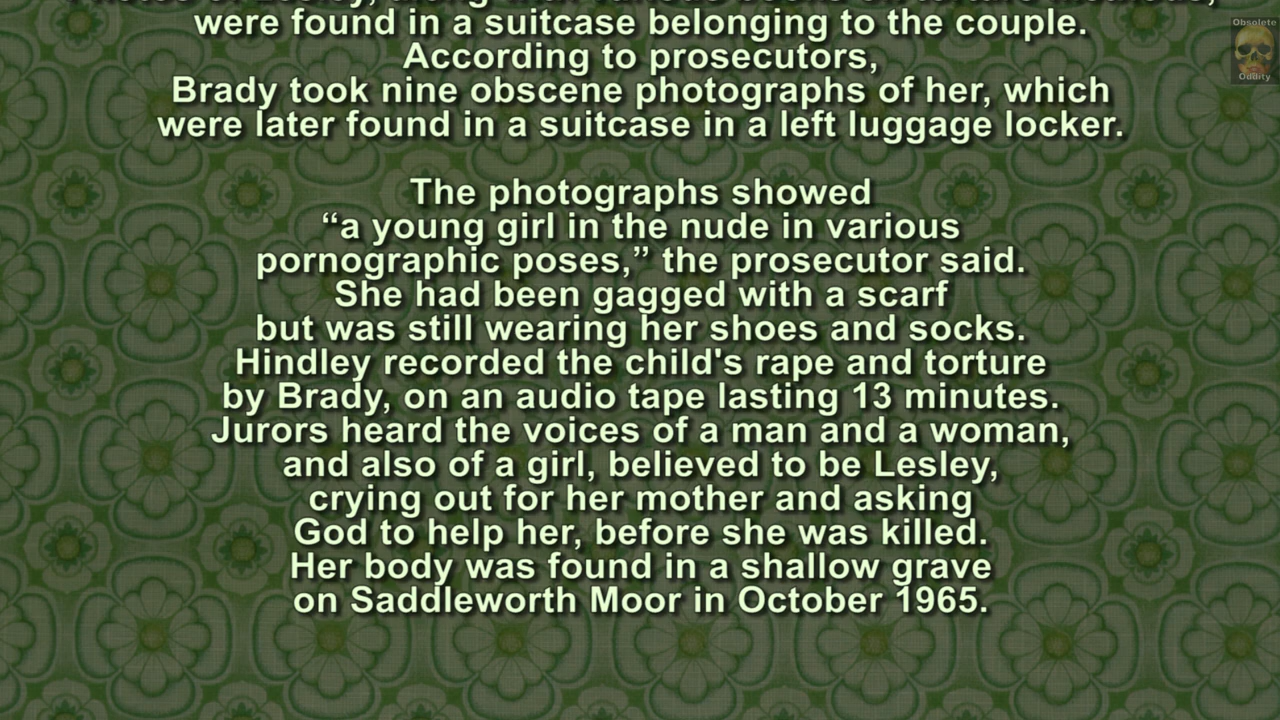 were found in a suitcase belonging to the couple.
According to prosecutors,
Brady took nine obscene photographs of her, which
were later found in a suitcase in a left luggage locker.
The photographs showed
“a young girl in the nude in various
pornographic poses,” the prosecutor said.
She had been gagged with a scarf
but was still wearing her shoes and socks.
Hindley recorded the child's rape and torture
by Brady, on an audio tape lasting 13 minutes.
Jurors heard the voices of a man and a woman,
and also of a girl, believed to be Lesley,
crying out for her mother and asking
God to help her, before she was killed.
Her body was found in a shallow grave
on Saddleworth Moor in October 1965.
Obsolete
Oddity